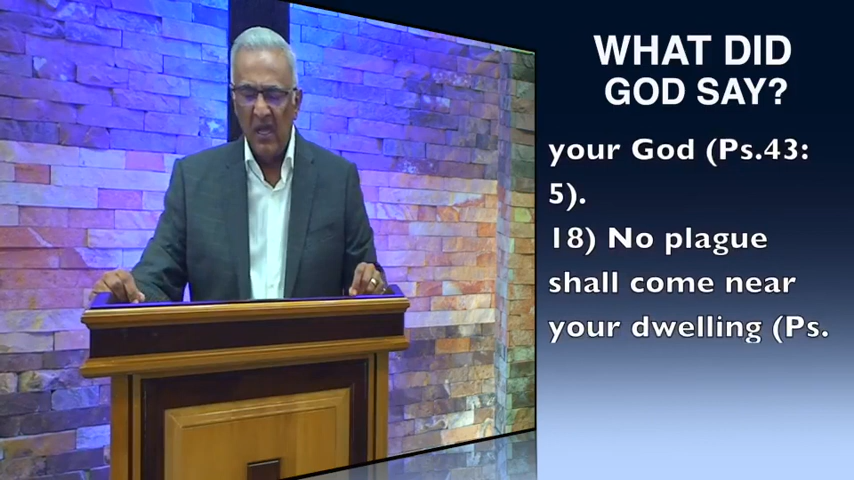 WHAT DID
GOD SAY?
your God (Ps.43:
5).
18) No plague
shall come near
your dwelling (Ps.